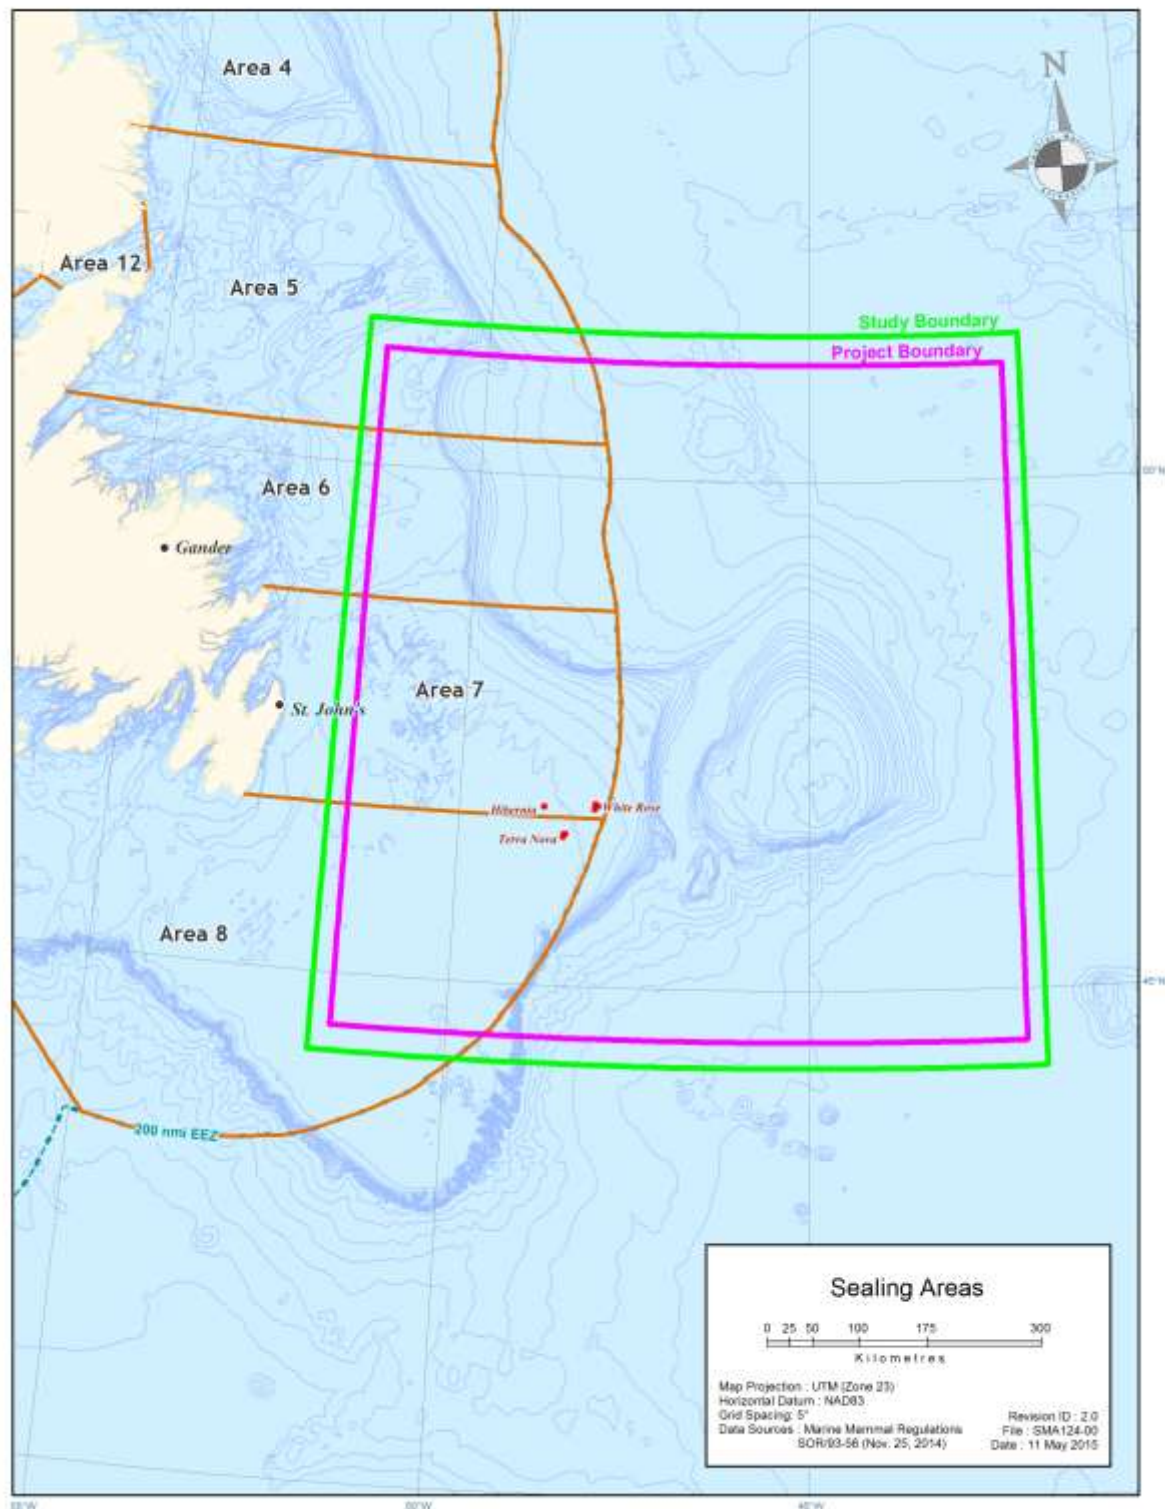 Area 4
N
Area 12
Area 5
Study Boundary
Project Boundary
Area 6
Gander
Area 7
St. John's
Hibernia
White Rose
Terra Nova
Area 8
45°N
200 nmi EEZ
Sealing Areas
0 25 50 100 175 300
Kilometres
Map Projection : UTM (Zone 23)
Horizontal Datum : NAD83
Grid Spacing: 5°
Data Sources : Marine Mammal Regulations
SOR/93-56 (Nov. 25, 2014)
Revision ID : 2.0
File : SMA124-00
Date : 11 May 2015